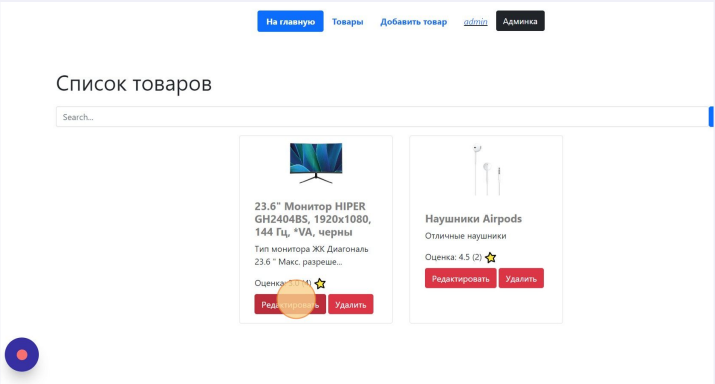 На главную Товары Добавить товар admin Админка
Список товаров
Search...
23.6" Монитор HIPER
GH2404BS, 1920x1080,
144 Гц, *VA, черны
Тип монитора ЖК Диагональ
23.6 " Макс. разреше...
Оценка: 5.0 (4)
Редактировать Удалить
Наушники Airpods
Отличные наушники
Оценка: 4.5 (2)
Редактировать Удалить